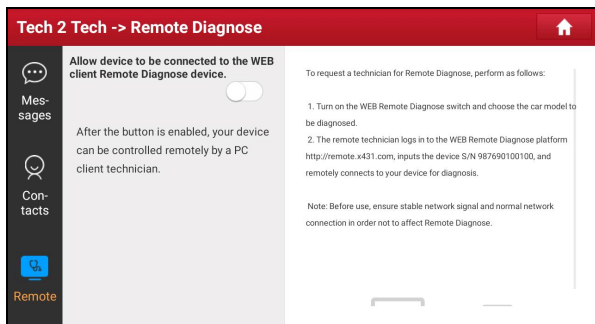 Tech 2 Tech -> Remote Diagnose
Mes-
sages
Con-
tacts
Remote
Allow device to be connected to the WEB
client Remote Diagnose device.
After the button is enabled, your device
can be controlled remotely by a PC
client technician.
To request a technician for Remote Diagnose, perform as follows:
1. Turn on the WEB Remote Diagnose switch and choose the car model to
be diagnosed.
2. The remote technician logs in to the WEB Remote Diagnose platform
http://remote.x431.com, inputs the device S/N 987690100100, and
remotely connects to your device for diagnosis.
Note: Before use, ensure stable network signal and normal network
connection in order not to affect Remote Diagnose.